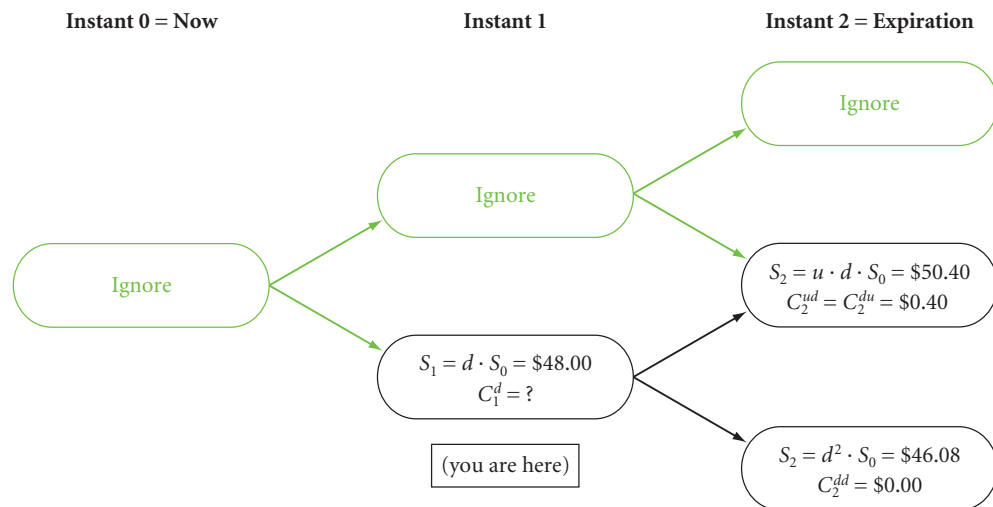 Instant 0 = Now
Instant 1
Instant 2 = Expiration
Ignore
Ignore
Ignore
S₂ = u · d · S₀ = $50.40
C₂ᵘᵈ = C₂ᵈᵘ = $0.40
S₁ = d · S₀ = $48.00
C₁ᵈ = ?
(you are here)
S₂ = d² · S₀ = $46.08
C₂ᵈᵈ = $0.00